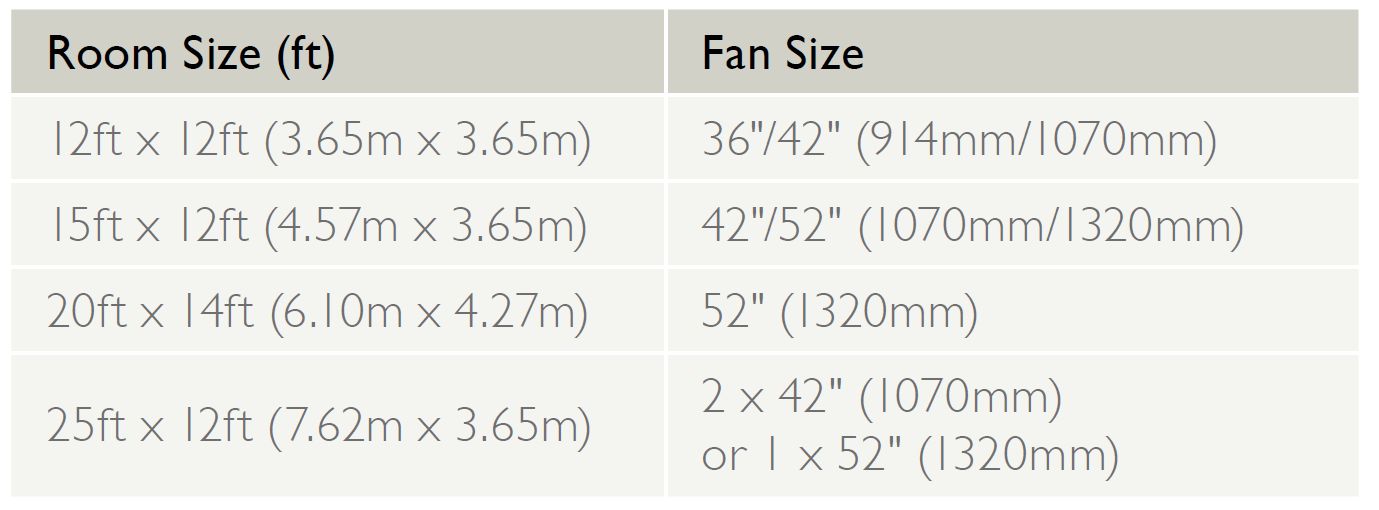 Room Size (ft) Fan Size
12ft x 12ft (3.65m x 3.65m) 36"/42" (914mm/1070mm)
15ft x 12ft (4.57m x 3.65m) 42"/52" (1070mm/1320mm)
20ft x 14ft (6.10m x 4.27m) 52" (1320mm)
25ft x 12ft (7.62m x 3.65m) 2 x 42" (1070mm)
or 1 x 52" (1320mm)